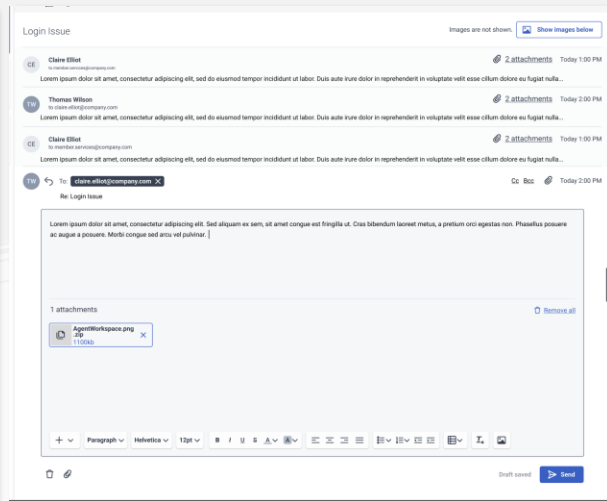 Login Issue
Images are not shown.
Show images below
CE
Claire Elliot
to member.services@company.com
2 attachments
Today 1:00 PM
Lorem ipsum dolor sit amet, consectetur adipiscing elit, sed do eiusmod tempor incididunt ut labor. Duis aute irure dolor in reprehenderit in voluptate velit esse cillum dolore eu fugiat nulla...
TW
Thomas Wilson
to claire.elliot@company.com
2 attachments
Today 2:00 PM
Lorem ipsum dolor sit amet, consectetur adipiscing elit, sed do eiusmod tempor incididunt ut labor. Duis aute irure dolor in reprehenderit in voluptate velit esse cillum dolore eu fugiat nulla...
CE
Claire Elliot
to member.services@company.com
2 attachments
Today 1:00 PM
Lorem ipsum dolor sit amet, consectetur adipiscing elit, sed do eiusmod tempor incididunt ut labor. Duis aute irure dolor in reprehenderit in voluptate velit esse cillum dolore eu fugiat nulla...
TW
To: claire.elliot@company.com
Cc Bcc
Today 2:00 PM
Re: Login Issue
Lorem ipsum dolor sit amet, consectetur adipiscing elit. Sed aliquam ex sem, sit amet congue est fringilla ut. Cras bibendum laoreet metus, a pretium orci egestas non. Phasellus posuere
ac augue a posuere. Morbi congue sed arcu vel pulvinar.
1 attachments
Remove all
AgentWorkspace.png
.zip
1100kb
Paragraph
Helvetica
12pt
B I U S A A
Draft saved
Send